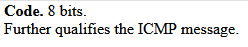 Code. 8 bits.
Further qualifies the ICMP message.